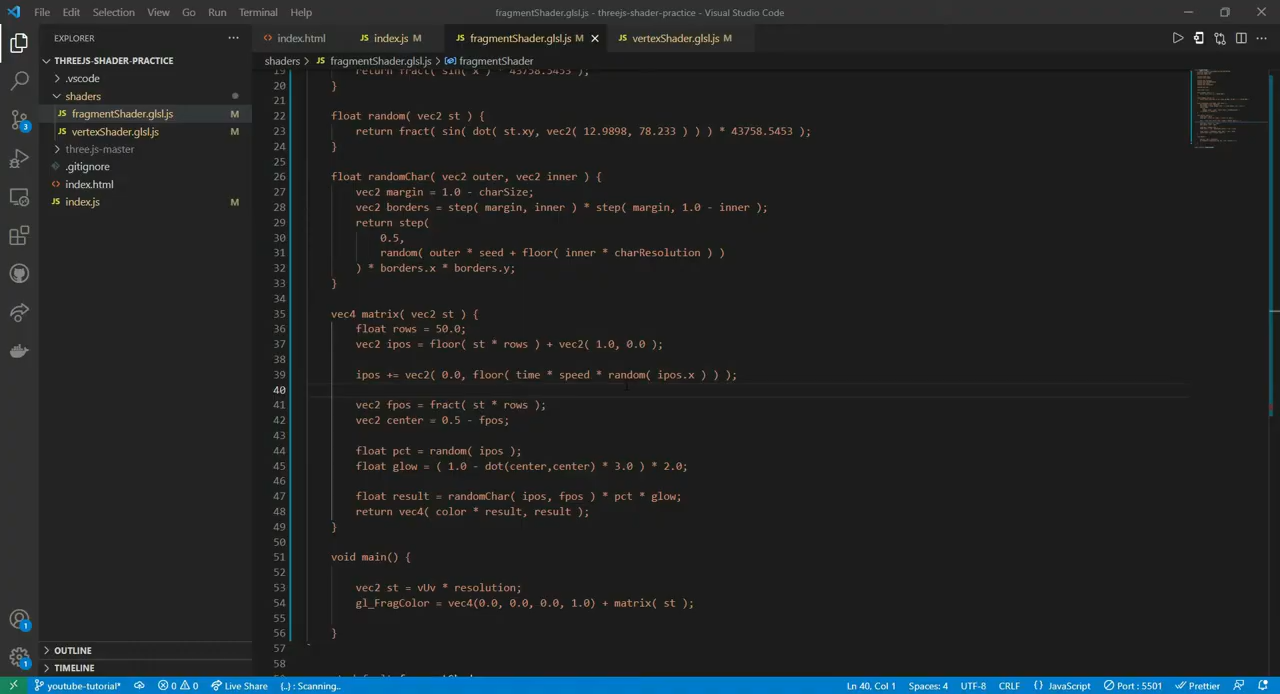 File Edit Selection View Go Run Terminal Help
fragmentShader.glsl.js - threejs-shader-practice - Visual Studio Code
EXPLORER
index.html
JS index.js M
JS fragmentShader.glsl.js M
JS vertexShader.glsl.js M
shaders > JS fragmentShader.glsl.js > fragmentShader
THREEJS-SHADER-PRACTICE
.vscode
shaders
JS fragmentShader.glsl.js M
JS vertexShader.glsl.js M
three.js-master
.gitignore
index.html
JS index.js M
OUTLINE
TIMELINE
3
1
1
19 return fract( sin( x ) * 43758.5453 );
20 }
21
22 float random( vec2 st ) {
23 return fract( sin( dot( st.xy, vec2( 12.9898, 78.233 ) ) ) * 43758.5453 );
24 }
25
26 float randomChar( vec2 outer, vec2 inner ) {
27 vec2 margin = 1.0 - charSize;
28 vec2 borders = step( margin, inner ) * step( margin, 1.0 - inner );
29 return step(
30 0.5,
31 random( outer * seed + floor( inner * charResolution ) )
32 ) * borders.x * borders.y;
33 }
34
35 vec4 matrix( vec2 st ) {
36 float rows = 50.0;
37 vec2 ipos = floor( st * rows ) + vec2( 1.0, 0.0 );
38
39 ipos += vec2( 0.0, floor( time * speed * random( ipos.x ) ) );
40
41 vec2 fpos = fract( st * rows );
42 vec2 center = 0.5 - fpos;
43
44 float pct = random( ipos );
45 float glow = ( 1.0 - dot(center,center) * 3.0 ) * 2.0;
46
47 float result = randomChar( ipos, fpos ) * pct * glow;
48 return vec4( color * result, result );
49 }
50
51 void main() {
52
53 vec2 st = vUv * resolution;
54 gl_FragColor = vec4(0.0, 0.0, 0.0, 1.0) + matrix( st );
55
56 }
57 `
58
youtube-tutorial* 0 0 Live Share {..} : Scanning.. Ln 40, Col 1 Spaces: 4 UTF-8 CRLF {} JavaScript Port : 5501 Prettier